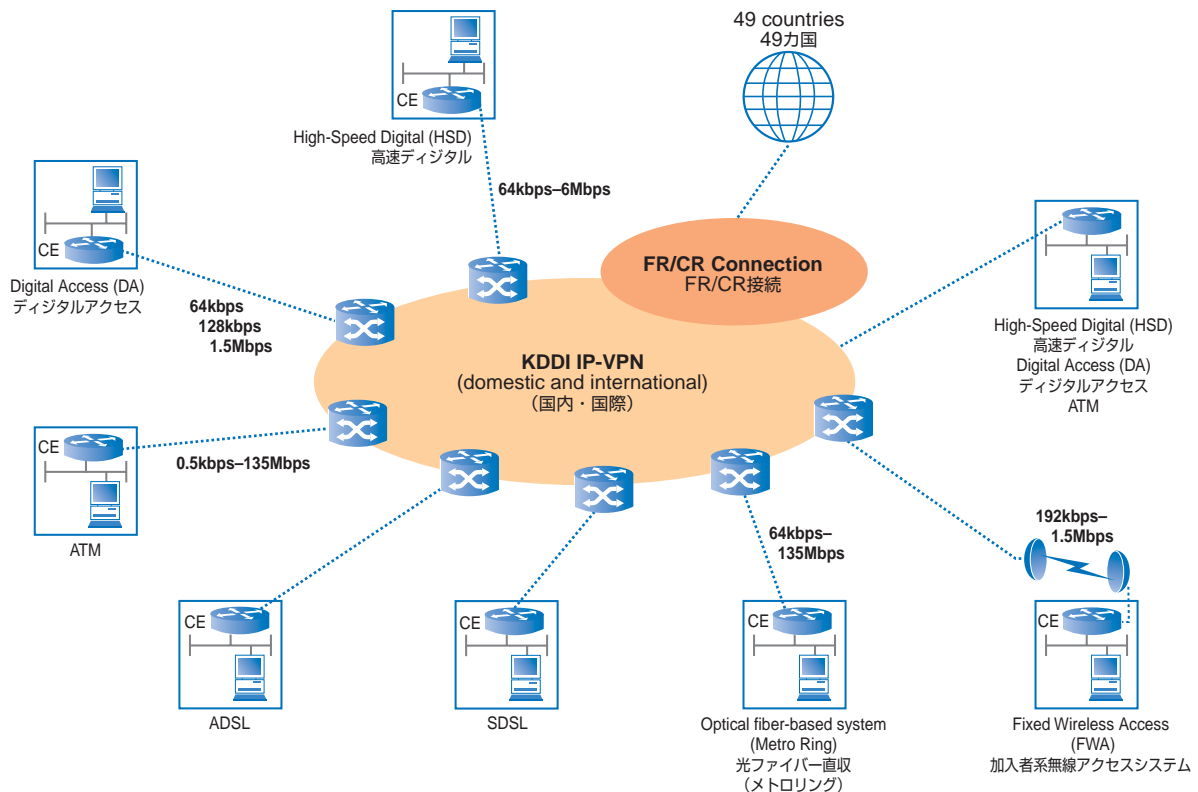 49 countries
49カ国
CE
High-Speed Digital (HSD)
高速ディジタル
64kbps–6Mbps
CE
Digital Access (DA)
ディジタルアクセス
64kbps
128kbps
1.5Mbps
FR/CR Connection
FR/CR接続
KDDI IP-VPN
(domestic and international)
（国内・国際）
High-Speed Digital (HSD)
高速ディジタル
Digital Access (DA)
ディジタルアクセス
ATM
CE
ATM
0.5kbps–135Mbps
CE
ADSL
CE
SDSL
64kbps–
135Mbps
CE
Optical fiber-based system
(Metro Ring)
光ファイバー直収
（メトロリング）
192kbps–
1.5Mbps
CE
Fixed Wireless Access
(FWA)
加入者系無線アクセスシステム